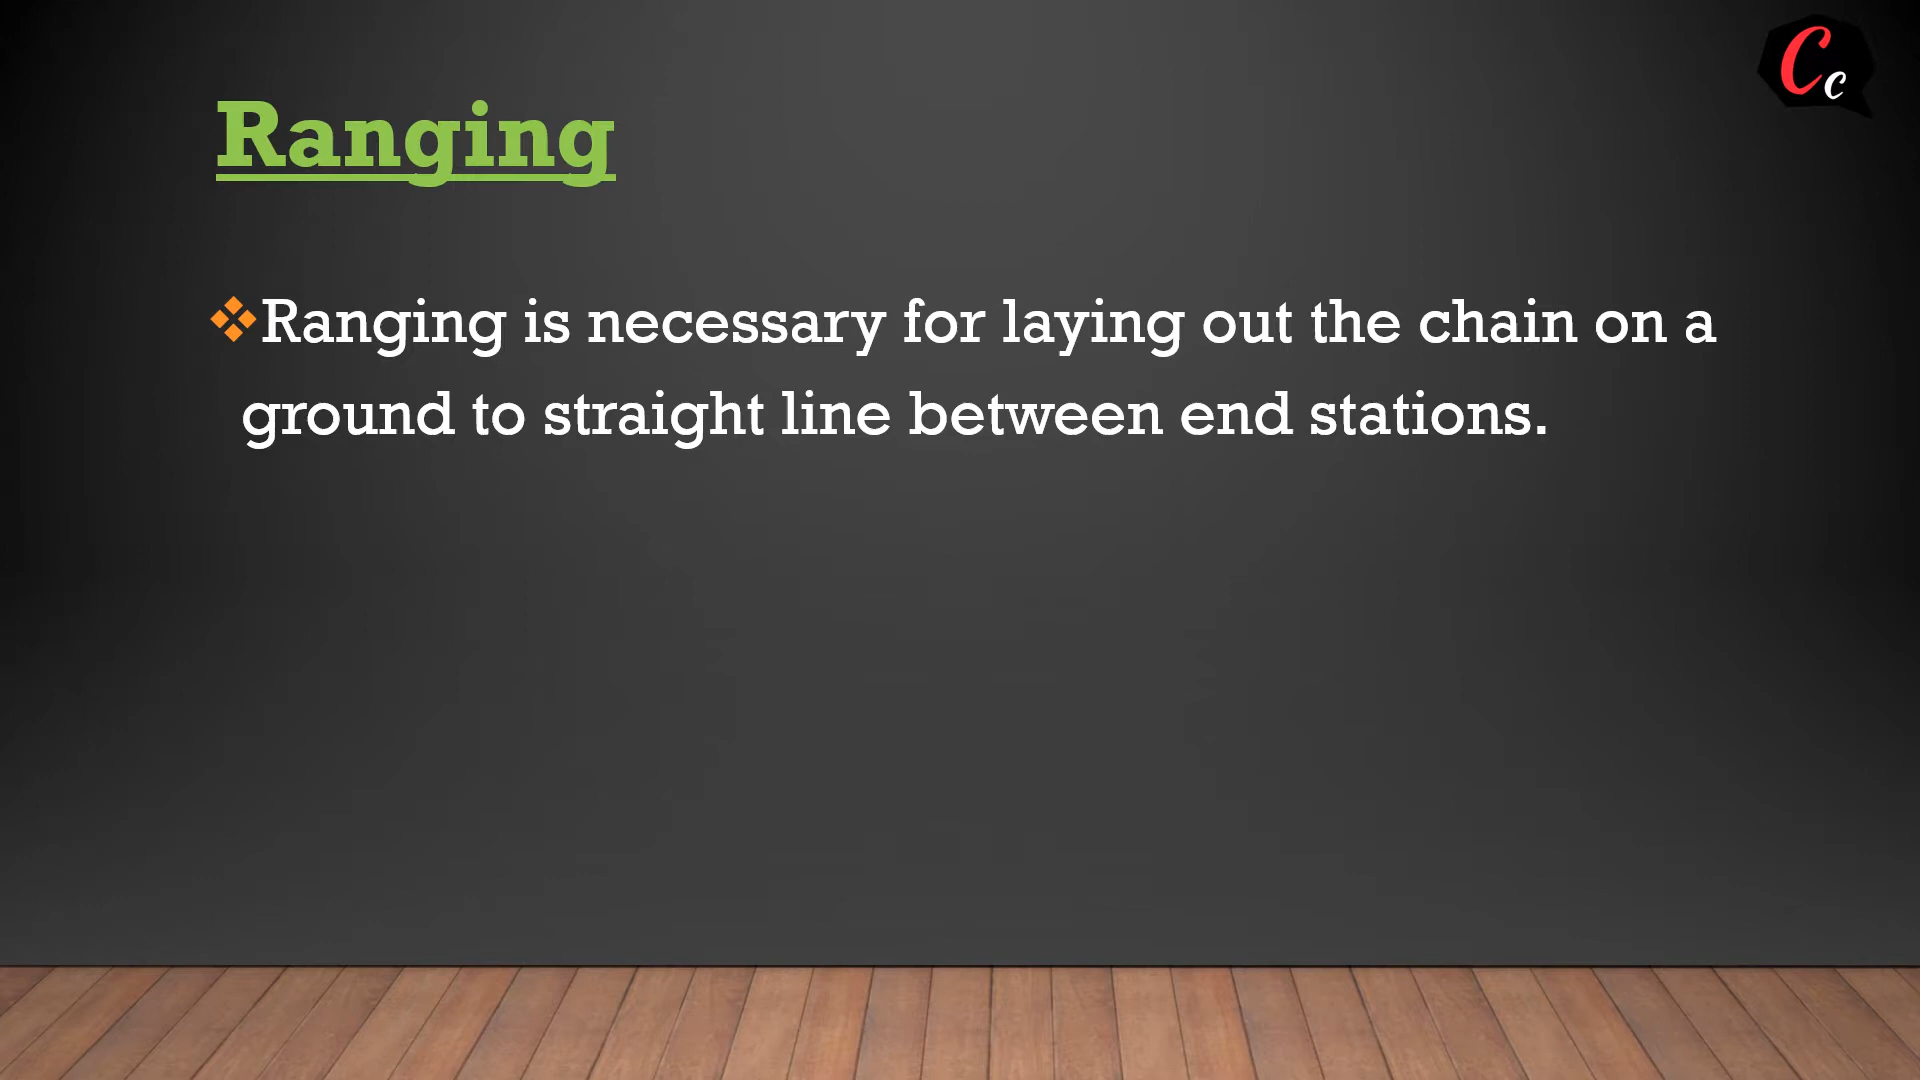 Cc
Ranging
Ranging is necessary for laying out the chain on a
ground to straight line between end stations.